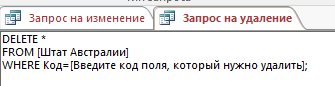 Запрос на изменение Запрос на удаление
DELETE *
FROM [Штат Австралии]
WHERE Код=[Введите код поля, который нужно удалить];